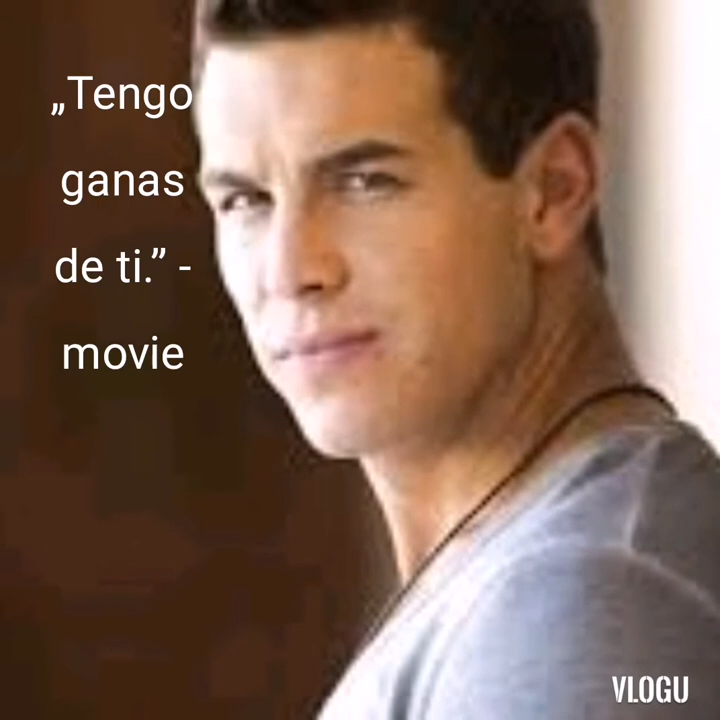 „Tengo
ganas
de ti.” -
movie
VLOGU